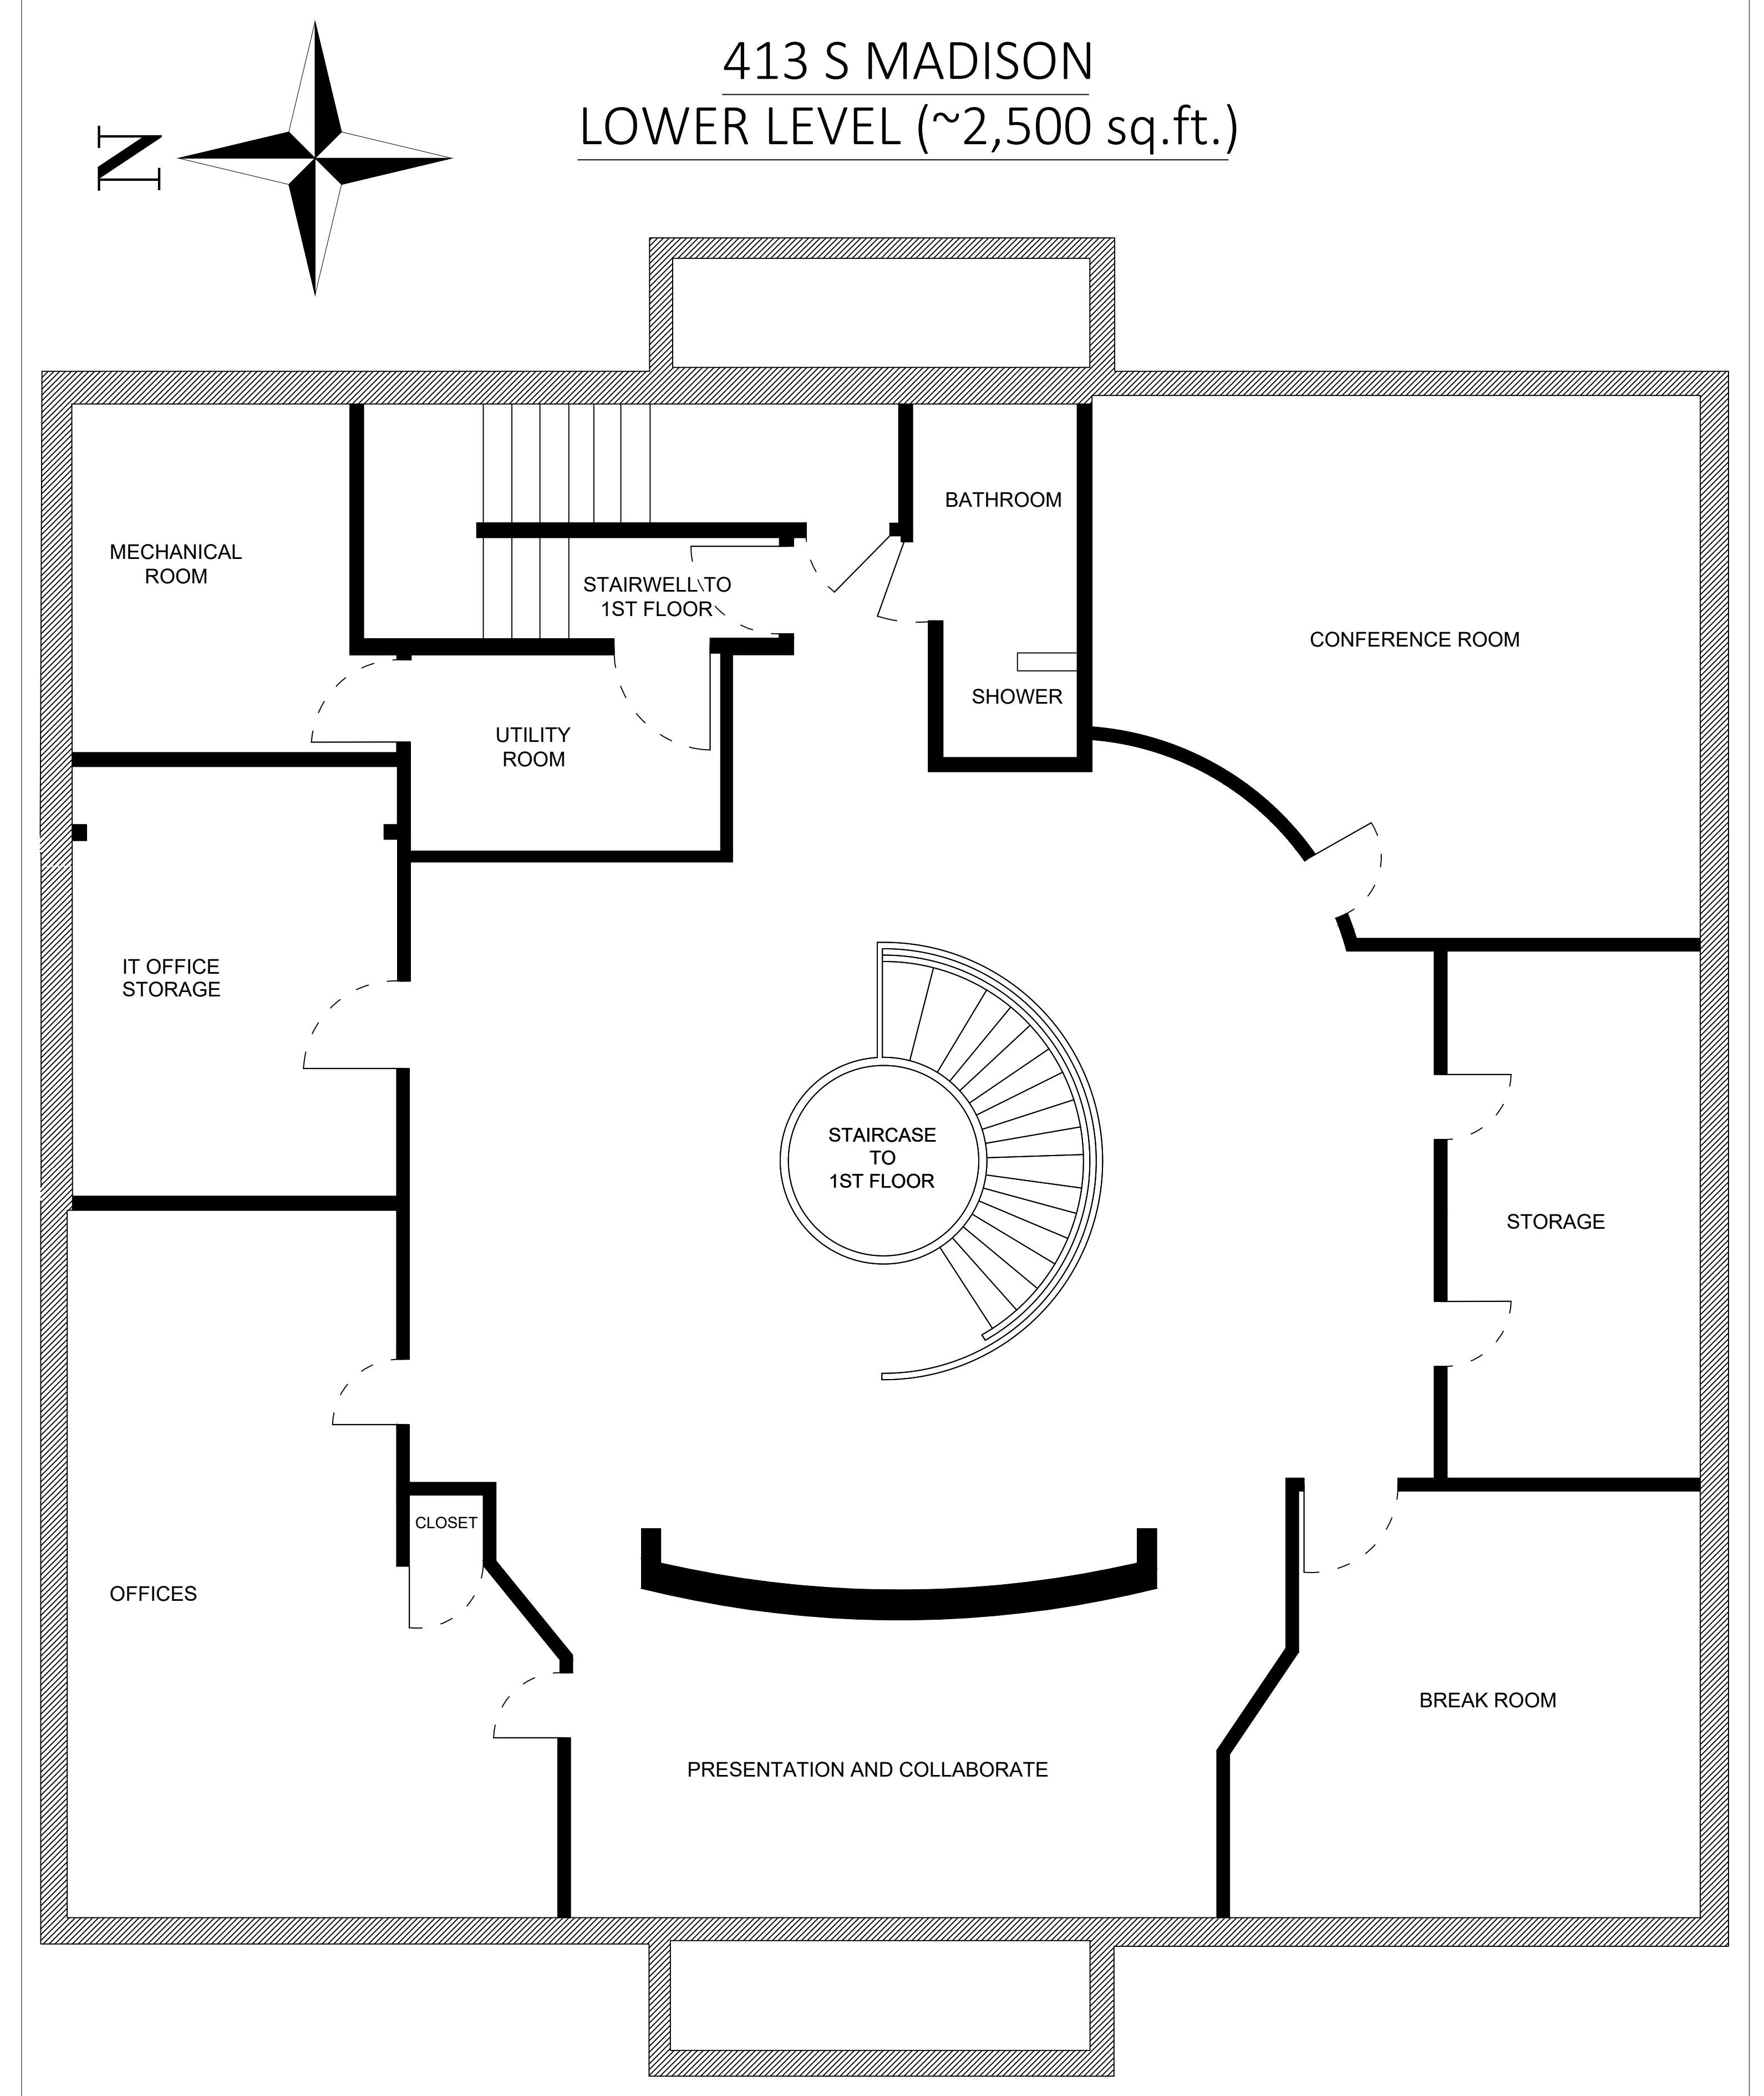 413 S MADISON
LOWER LEVEL (~2,500 sq.ft.)
N
BATHROOM
MECHANICAL
ROOM
STAIRWELL TO
1ST FLOOR
CONFERENCE ROOM
SHOWER
UTILITY
ROOM
IT OFFICE
STORAGE
STAIRCASE
TO
1ST FLOOR
STORAGE
CLOSET
OFFICES
BREAK ROOM
PRESENTATION AND COLLABORATE